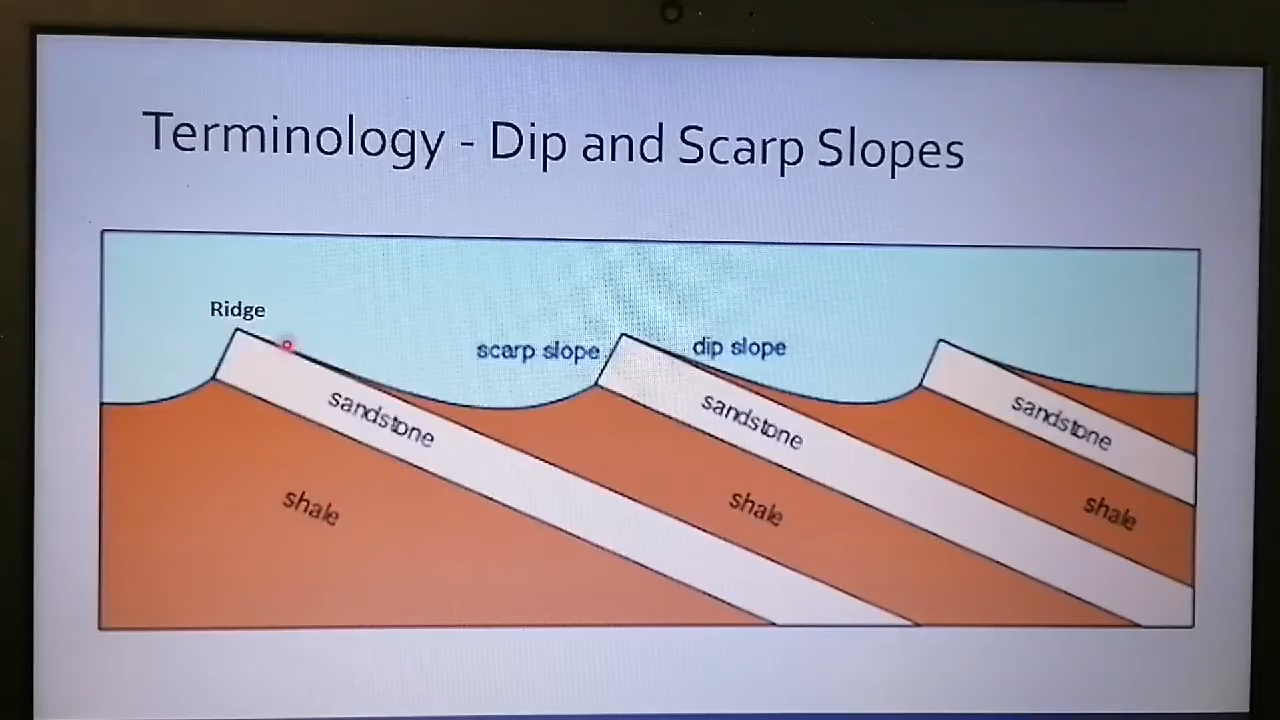 Terminology - Dip and Scarp Slopes
Ridge
scarp slope
dip slope
sandstone
sandstone
sandstone
shale
shale
shale